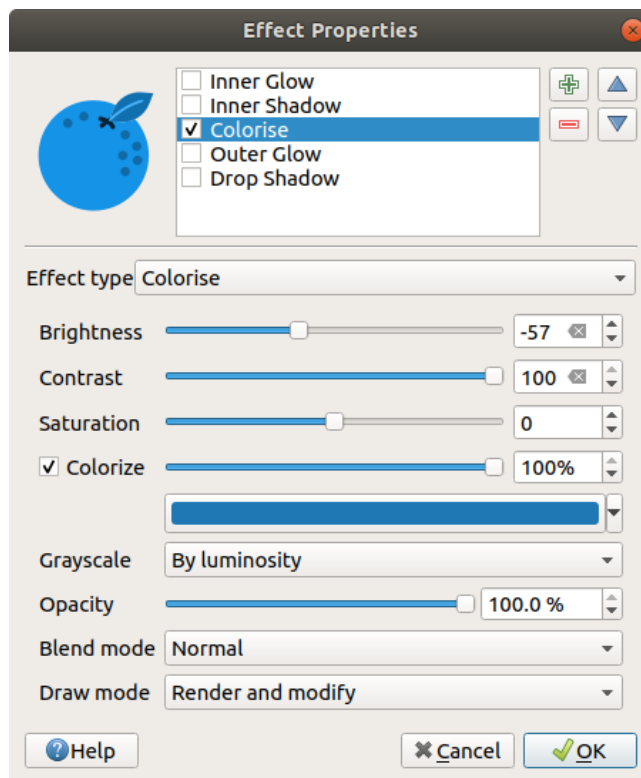 Effect Properties
Inner Glow
Inner Shadow
Colorise
Outer Glow
Drop Shadow
Effect type Colorise
Brightness -57
Contrast 100
Saturation 0
Colorize 100%
Grayscale By luminosity
Opacity 100.0 %
Blend mode Normal
Draw mode Render and modify
Help Cancel OK